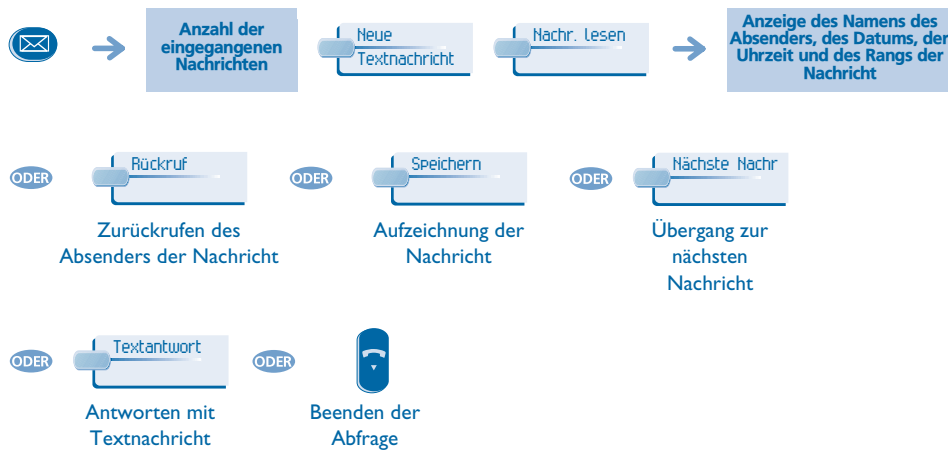 Anzahl der
eingegangenen
Nachrichten
Neue
Textnachricht
Nachr. lesen
Anzeige des Namens des
Absenders, des Datums, der
Uhrzeit und des Rangs der
Nachricht
ODER
Rückruf
Zurückrufen des
Absenders der Nachricht
ODER
Speichern
Aufzeichnung der
Nachricht
ODER
Nächste Nachr
Übergang zur
nächsten
Nachricht
ODER
Textantwort
Antworten mit
Textnachricht
ODER
Beenden der
Abfrage